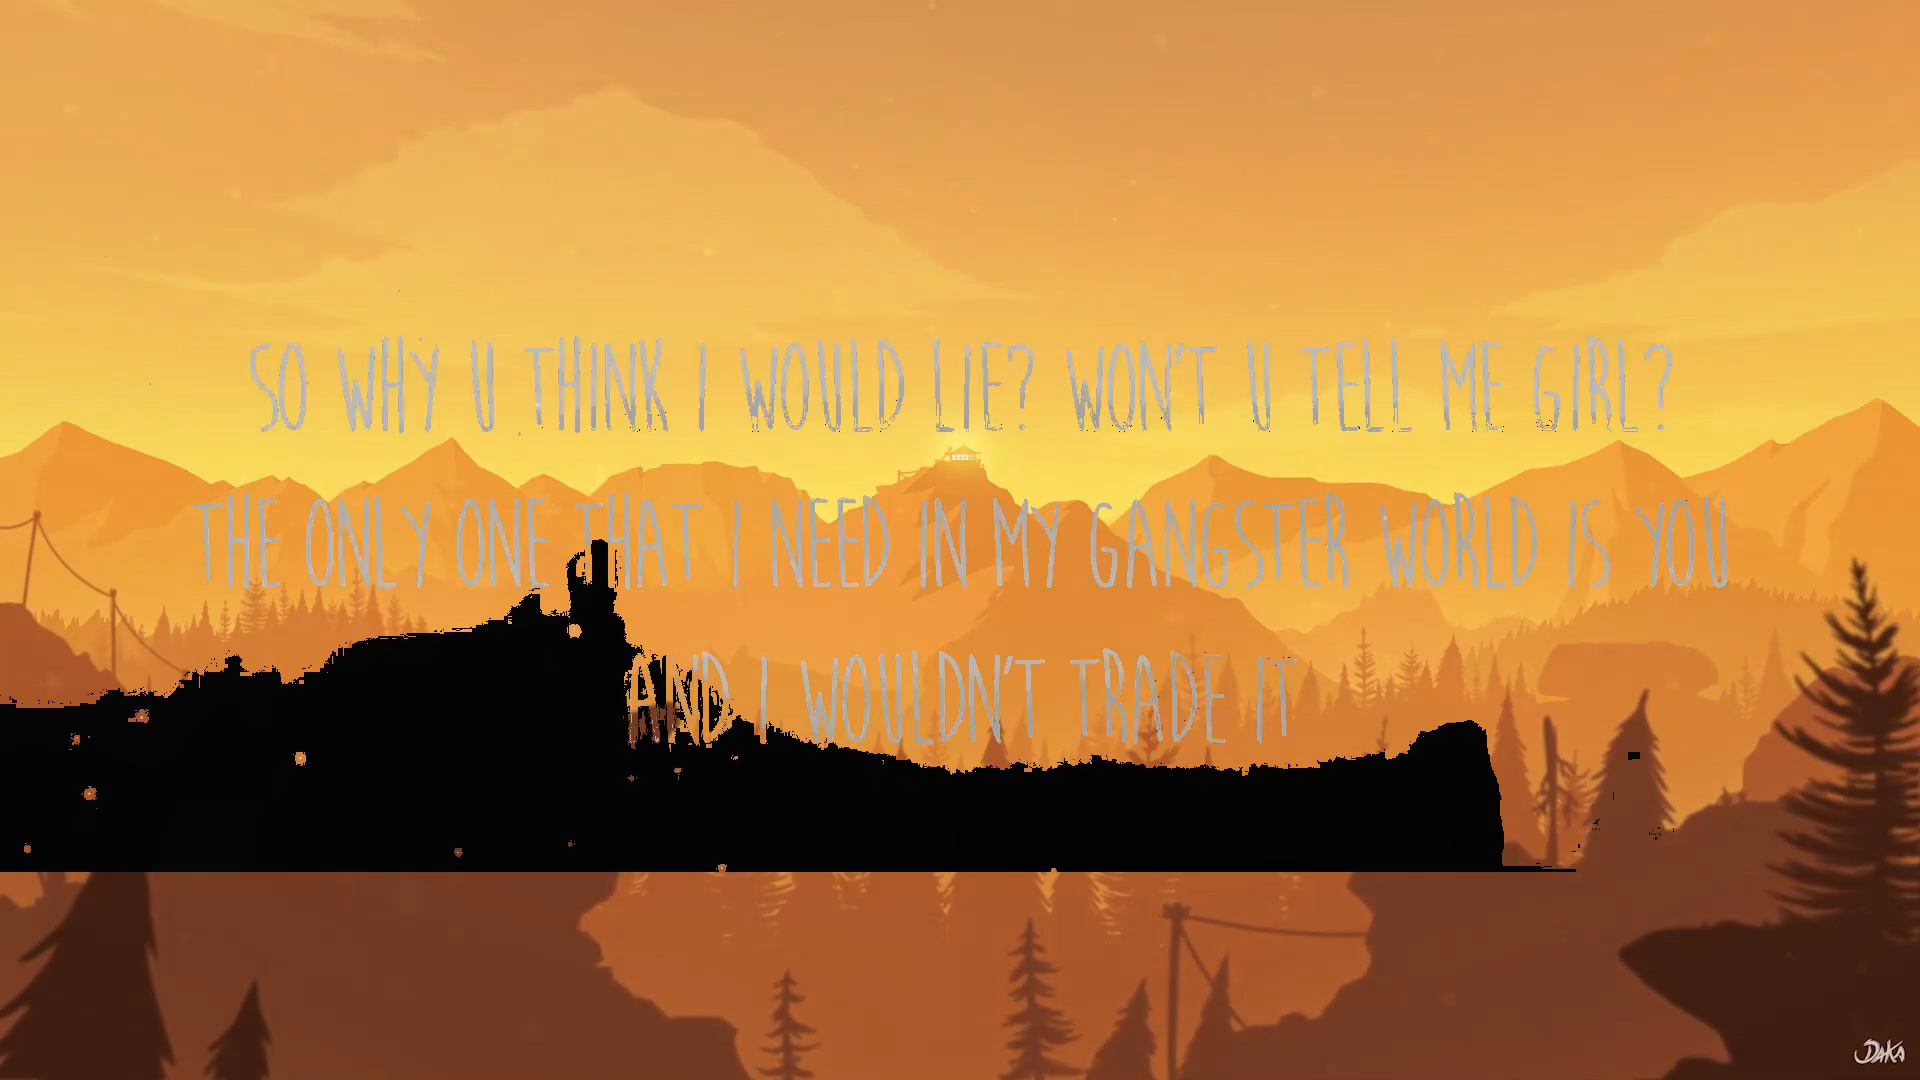 SO WHY U THINK I WOULD LIE? WON'T U TELL ME GIRL?
THE ONLY ONE THAT I NEED IN MY GANGSTER WORLD IS YOU
AND I WOULDN'T TRADE IT
DAKA